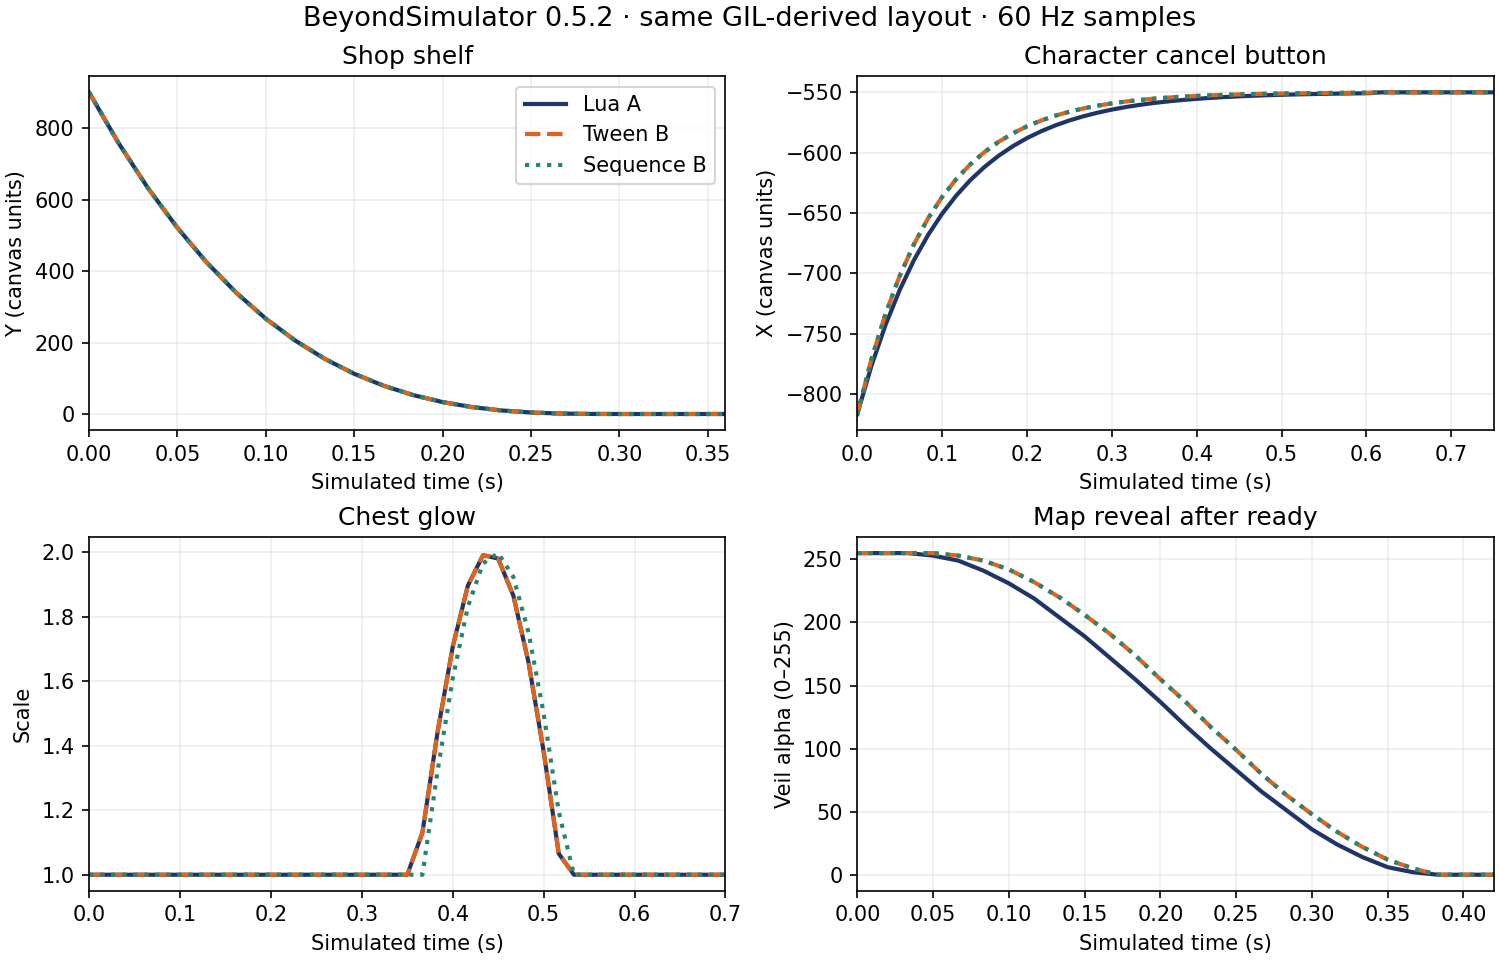 BeyondSimulator 0.5.2 · same GIL-derived layout · 60 Hz samples
Shop shelf
Y (canvas units)
800
600
400
200
0
0.00 0.05 0.10 0.15 0.20 0.25 0.30 0.35
Simulated time (s)
Lua A
Tween B
Sequence B
Character cancel button
X (canvas units)
−550
−600
−650
−700
−750
−800
0.0 0.1 0.2 0.3 0.4 0.5 0.6 0.7
Simulated time (s)
Chest glow
Scale
2.0
1.8
1.6
1.4
1.2
1.0
0.0 0.1 0.2 0.3 0.4 0.5 0.6 0.7
Simulated time (s)
Map reveal after ready
Veil alpha (0–255)
250
200
150
100
50
0
0.00 0.05 0.10 0.15 0.20 0.25 0.30 0.35 0.40
Simulated time (s)